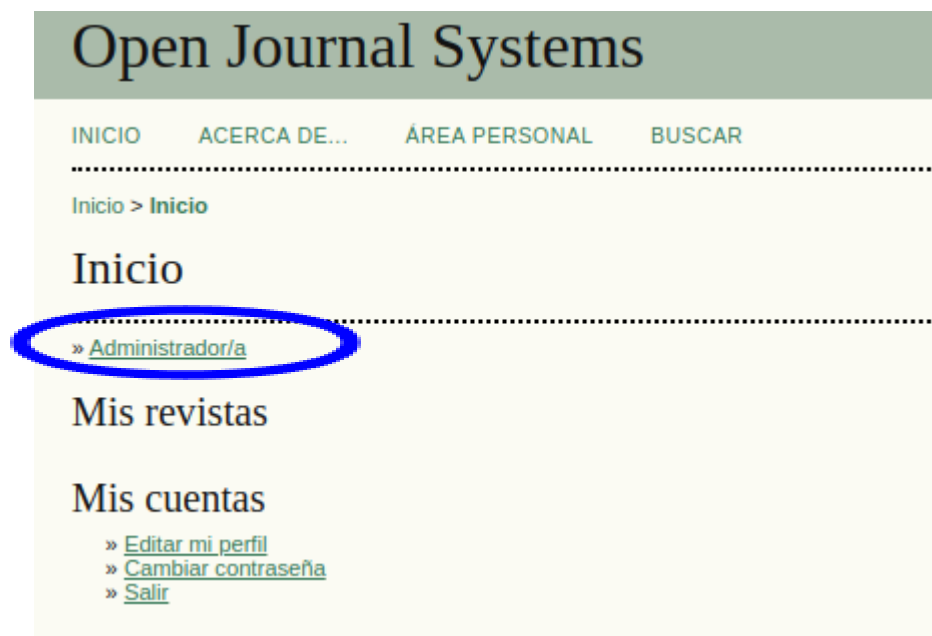 Open Journal Systems
INICIO ACERCA DE... ÁREA PERSONAL BUSCAR
Inicio > Inicio
Inicio
» Administrador/a
Mis revistas
Mis cuentas
» Editar mi perfil
» Cambiar contraseña
» Salir